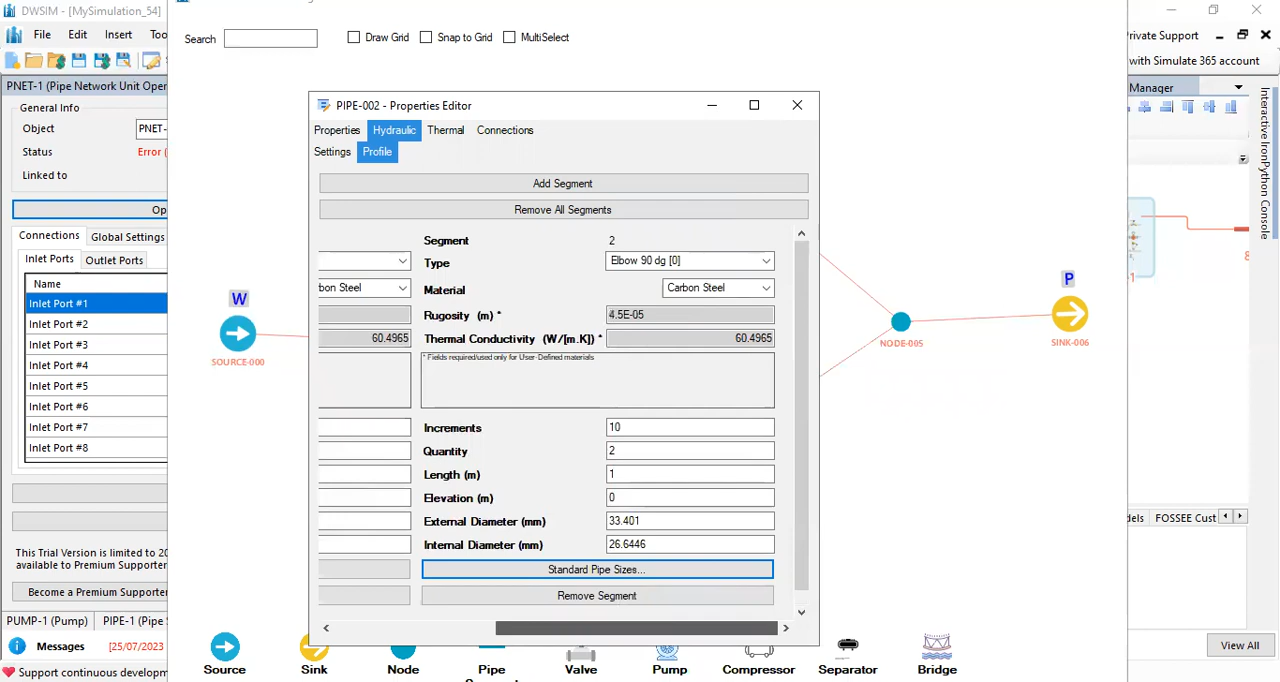 DWSIM - [MySimulation_54]
File Edit Insert Too
Search
Draw Grid
Snap to Grid
MultiSelect
rivate Support
with Simulate 365 account
PNET-1 (Pipe Network Unit Oper
Manager
General Info
Object PNET-
Status Error (
Linked to
Op
Connections Global Settings
Inlet Ports Outlet Ports
Name
Inlet Port #1
Inlet Port #2
Inlet Port #3
Inlet Port #4
Inlet Port #5
Inlet Port #6
Inlet Port #7
Inlet Port #8
This Trial Version is limited to 20
available to Premium Supporter
Become a Premium Supporter
PUMP-1 (Pump) PIPE-1 (Pipe S
Messages [25/07/2023
Support continuous developm
W
SOURCE-000
PIPE-002 - Properties Editor
Properties Hydraulic Thermal Connections
Settings Profile
Add Segment
Remove All Segments
Segment 2
Type Elbow 90 dg [0]
bon Steel Material Carbon Steel
Rugosity (m) * 4.5E-05
60.4965 Thermal Conductivity (W/[m.K]) * 60.4965
* Fields required/used only for User-Defined materials
Increments 10
Quantity 2
Length (m) 1
Elevation (m) 0
External Diameter (mm) 33.401
Internal Diameter (mm) 26.6446
Standard Pipe Sizes...
Remove Segment
NODE-005
P
SINK-006
Source
Sink
Node
Pipe
Valve
Pump
Compressor
Separator
Bridge
Interactive IronPython Console
-1
8
dels FOSSEE Cust
View All